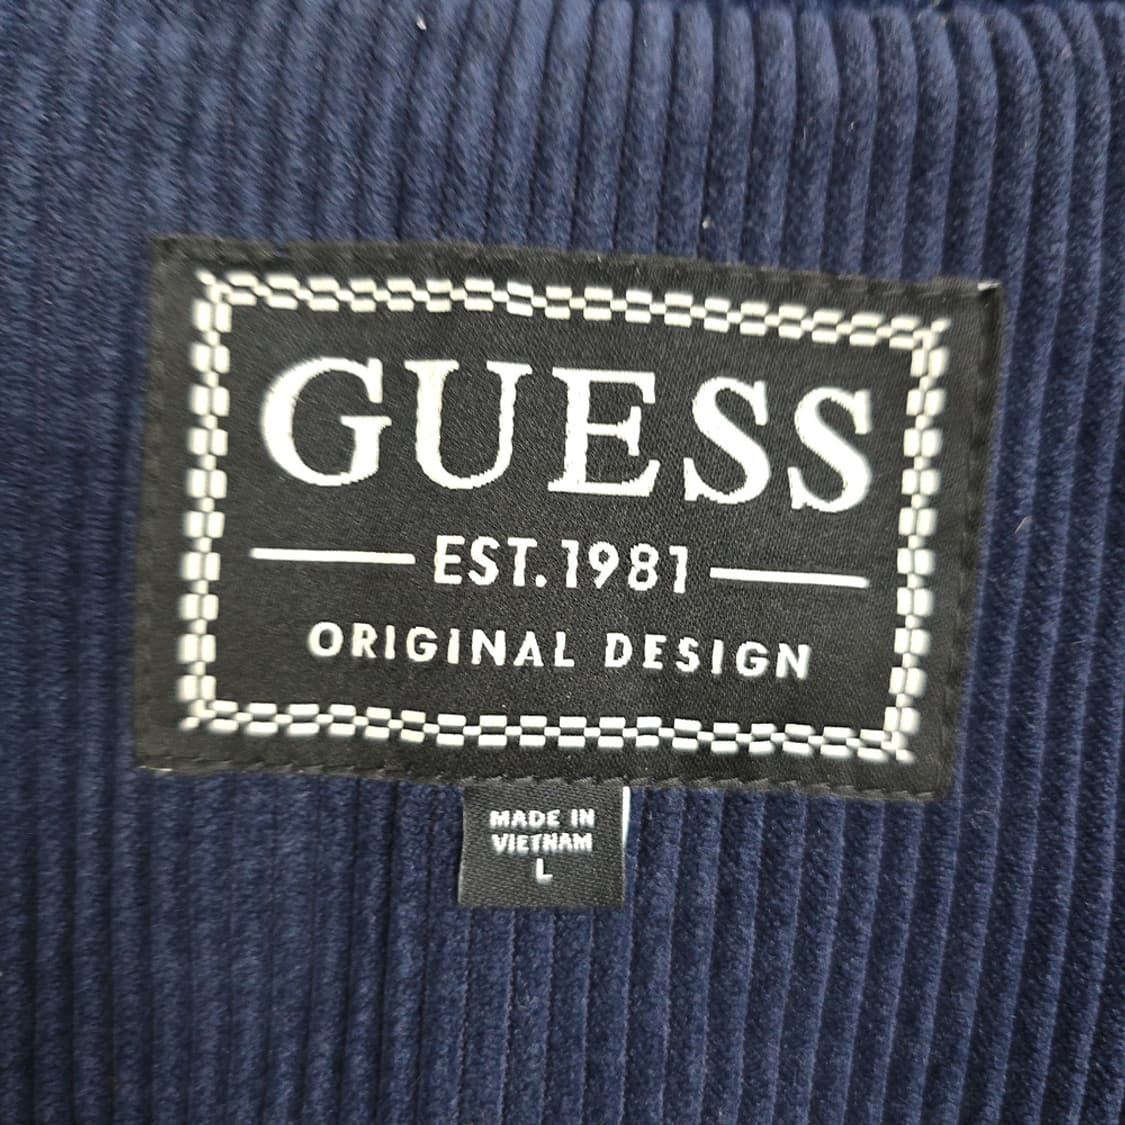 GUESS
EST. 1981
ORIGINAL DESIGN
MADE IN
VIETNAM
L